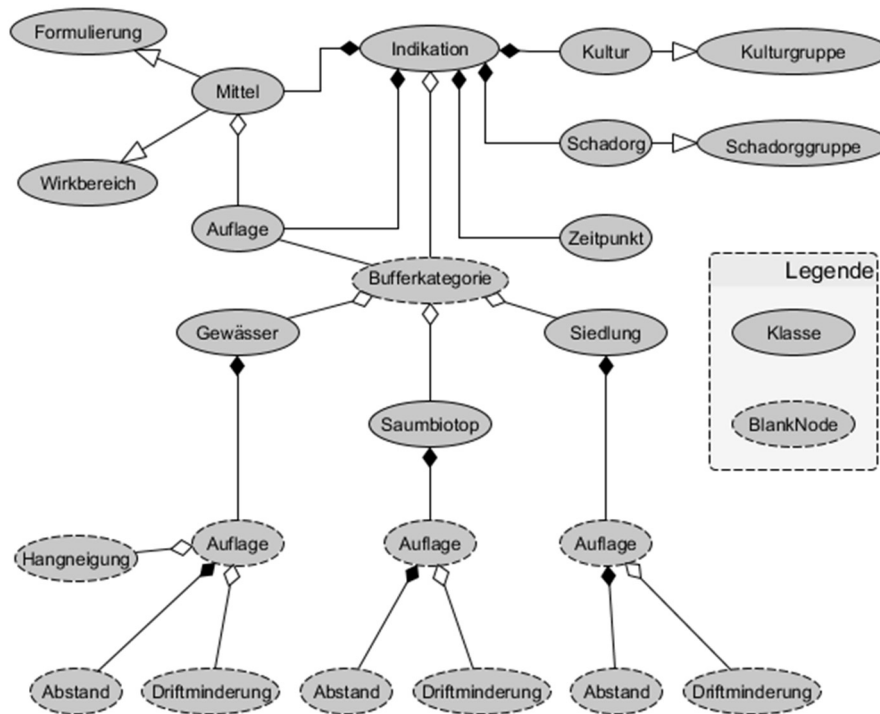 Formulierung
Indikation
Kultur
Kulturgruppe
Mittel
Schadorg
Schadorggruppe
Wirkbereich
Auflage
Zeitpunkt
Bufferkategorie
Legende
Gewässer
Siedlung
Klasse
Saumbiotop
BlankNode
Hangneigung
Auflage
Auflage
Auflage
Abstand
Driftminderung
Abstand
Driftminderung
Abstand
Driftminderung